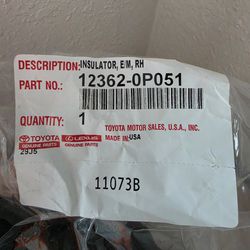 DESCRIPTION: INSULATOR, E/M, RH
PART NO.: 12362-0P051
QUANTITY: 1
TOYOTA MOTOR SALES, U.S.A., INC.
TOYOTA LEXUS MADE IN USA
GENUINE PARTS GENUINE PARTS
11073B